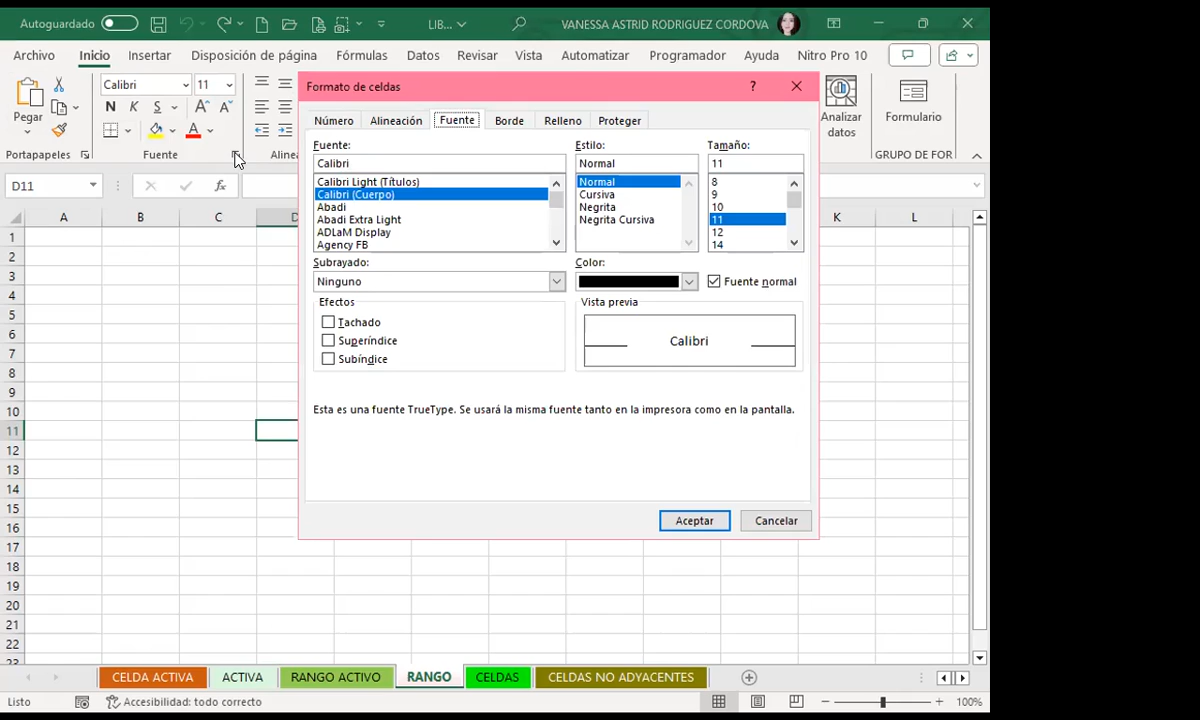 Autoguardado LIB... VANESSA ASTRID RODRIGUEZ CORDOVA
Archivo Inicio Insertar Disposición de página Fórmulas Datos Revisar Vista Automatizar Programador Ayuda Nitro Pro 10
Calibri 11
N K S A A
Pegar
A
Portapapeles Fuente Alinea
Analizar datos
Formulario
GRUPO DE FOR
D11 fx
Formato de celdas ?
Número Alineación Fuente Borde Relleno Proteger
Fuente: Estilo: Tamaño:
Calibri Normal 11
Calibri Light (Títulos) Normal 8
Calibri (Cuerpo) Cursiva 9
Abadi Negrita 10
Abadi Extra Light Negrita Cursiva 11
ADLaM Display 12
Agency FB 14
Subrayado: Color:
Ninguno Fuente normal
Efectos Vista previa
Tachado
Superíndice Calibri
Subíndice
Esta es una fuente TrueType. Se usará la misma fuente tanto en la impresora como en la pantalla.
Aceptar Cancelar
A B C D K L
1
2
3
4
5
6
7
8
9
10
11
12
13
14
15
16
17
18
19
20
21
22
23
CELDA ACTIVA ACTIVA RANGO ACTIVO RANGO CELDAS CELDAS NO ADYACENTES
Listo Accesibilidad: todo correcto 100%